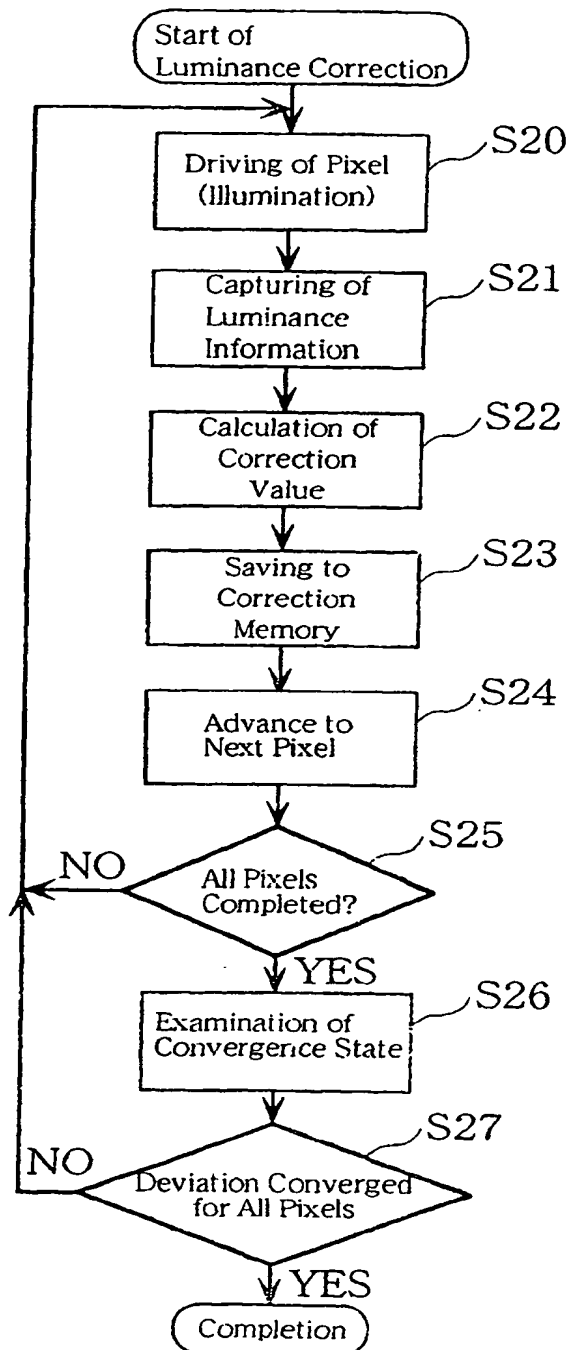 Start of
Luminance Correction
S20
Driving of Pixel
(Illumination)
S21
Capturing of
Luminance
Information
S22
Calculation of
Correction
Value
S23
Saving to
Correction
Memory
S24
Advance to
Next Pixel
S25
NO
All Pixels
Completed?
YES
S26
Examination of
Convergence State
S27
NO
Deviation Converged
for All Pixels
YES
Completion